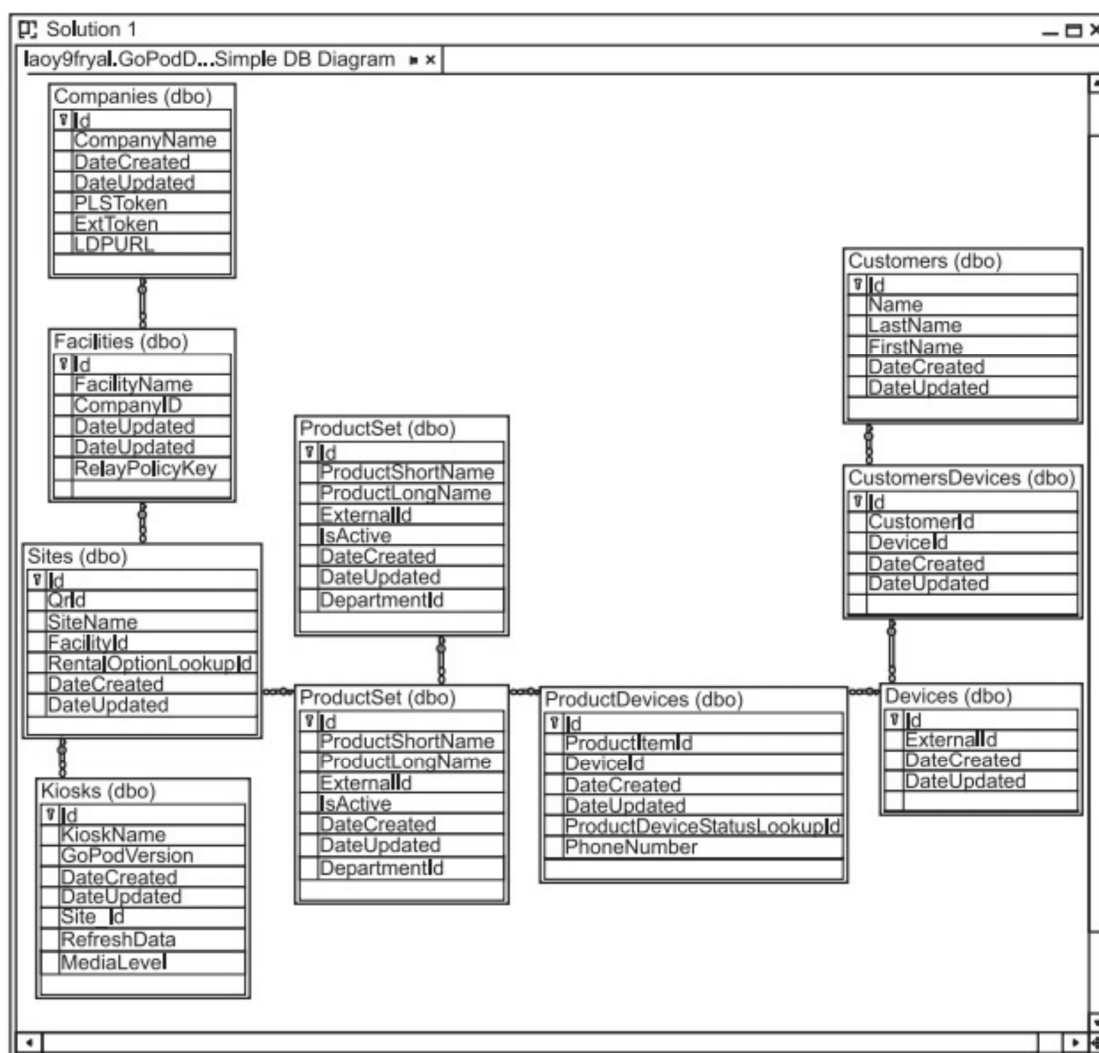 Solution 1
laoy9fryal.GoPodD...Simple DB Diagram
Companies (dbo)
Id
CompanyName
DateCreated
DateUpdated
PLSToken
ExtToken
LDPURL
Facilities (dbo)
Id
FacilityName
CompanyID
DateUpdated
DateUpdated
RelayPolicyKey
Sites (dbo)
Id
QrId
SiteName
FacilityId
RentalOptionLookupId
DateCreated
DateUpdated
Kiosks (dbo)
Id
KioskName
GoPodVersion
DateCreated
DateUpdated
Site_Id
RefreshData
MediaLevel
ProductSet (dbo)
Id
ProductShortName
ProductLongName
ExternalId
IsActive
DateCreated
DateUpdated
DepartmentId
ProductSet (dbo)
Id
ProductShortName
ProductLongName
ExternalId
IsActive
DateCreated
DateUpdated
DepartmentId
ProductDevices (dbo)
Id
ProductItemId
DeviceId
DateCreated
DateUpdated
ProductDeviceStatusLookupId
PhoneNumber
Customers (dbo)
Id
Name
LastName
FirstName
DateCreated
DateUpdated
CustomersDevices (dbo)
Id
CustomerId
DeviceId
DateCreated
DateUpdated
Devices (dbo)
Id
ExternalId
DateCreated
DateUpdated